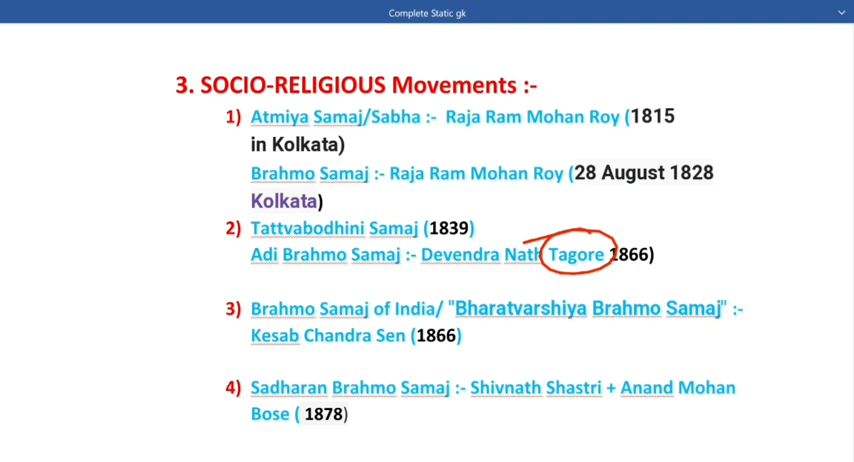 Complete Static gk
3. SOCIO-RELIGIOUS Movements :-
1) Atmiya Samaj/Sabha :- Raja Ram Mohan Roy (1815
in Kolkata)
Brahmo Samaj :- Raja Ram Mohan Roy (28 August 1828
Kolkata)
2) Tattvabodhini Samaj (1839)
Adi Brahmo Samaj :- Devendra Nath Tagore 1866)
3) Brahmo Samaj of India/ "Bharatvarshiya Brahmo Samaj" :-
Kesab Chandra Sen (1866)
4) Sadharan Brahmo Samaj :- Shivnath Shastri + Anand Mohan
Bose ( 1878)